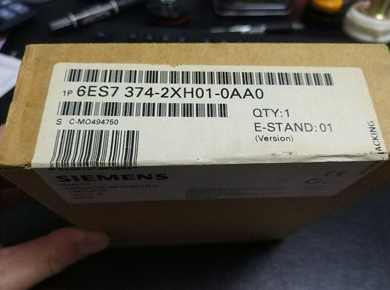 1P 6ES7 374-2XH01-0AA0
S C-MO494750
QTY:1
E-STAND:01
(Version)
SIEMENS